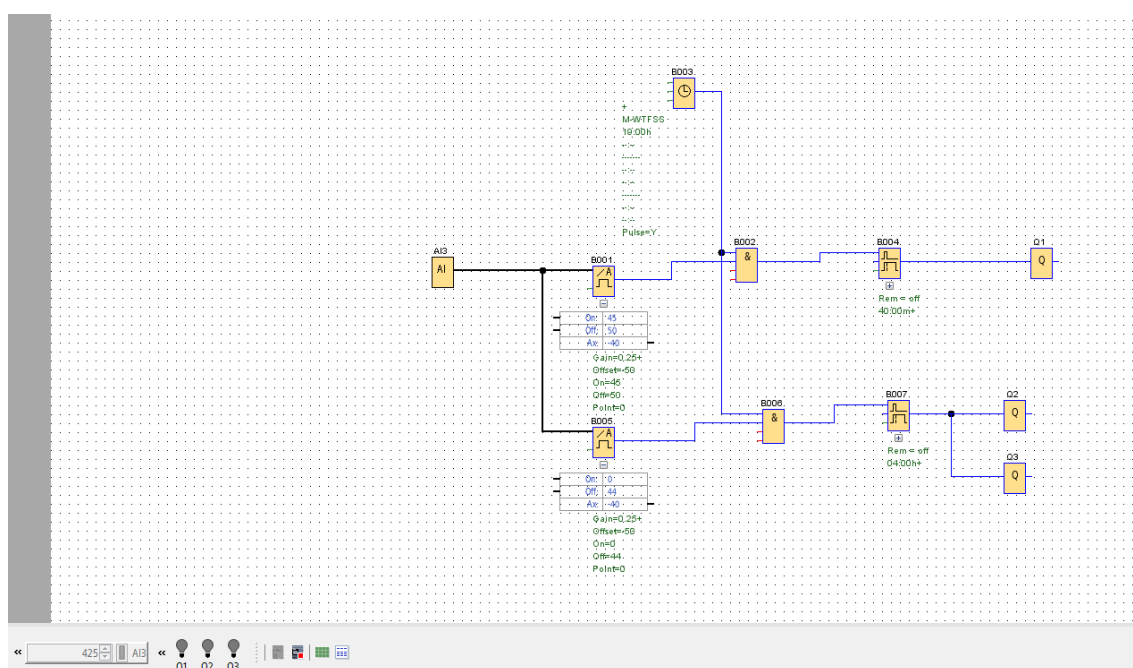 B003
+
M-WTFSS
19:00h
--:--
-------
--:--
--:--
-------
--:--
--:--
Pulse=Y
AI3
AI
B001
/A
B002
&
B004
Q1
Q
On: 45
Off: 50
Ax: -40
Gain=0.25+
Offset=-50
On=45
Off=50
Point=0
Rem = off
40:00m+
B005
/A
B006
&
B007
Q2
Q
Rem = off
04:00h+
Q3
Q
On: 0
Off: 44
Ax: -40
Gain=0.25+
Offset=-50
On=0
Off=44
Point=0
« 425 AI3 «
Q1 Q2 Q3